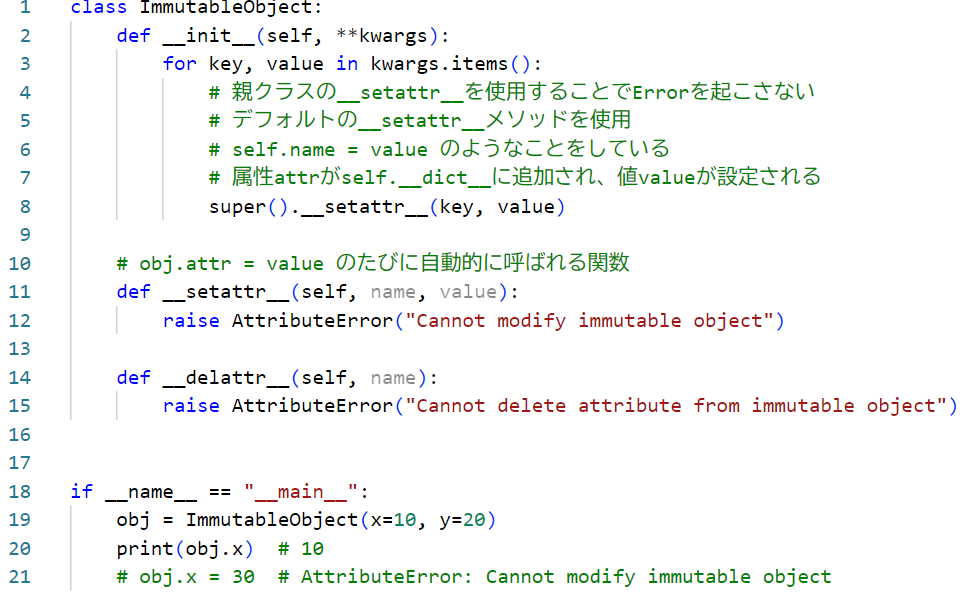 1 class ImmutableObject:
2     def __init__(self, **kwargs):
3         for key, value in kwargs.items():
4             # 親クラスの__setattr__を使用することでErrorを起こさない
5             # デフォルトの__setattr__メソッドを使用
6             # self.name = value のようなことをしている
7             # 属性attrがself.__dict__に追加され、値valueが設定される
8             super().__setattr__(key, value)
9
10     # obj.attr = value のたびに自動的に呼ばれる関数
11     def __setattr__(self, name, value):
12         raise AttributeError("Cannot modify immutable object")
13
14     def __delattr__(self, name):
15         raise AttributeError("Cannot delete attribute from immutable object")
16
17
18 if __name__ == "__main__":
19     obj = ImmutableObject(x=10, y=20)
20     print(obj.x)  # 10
21     # obj.x = 30  # AttributeError: Cannot modify immutable object